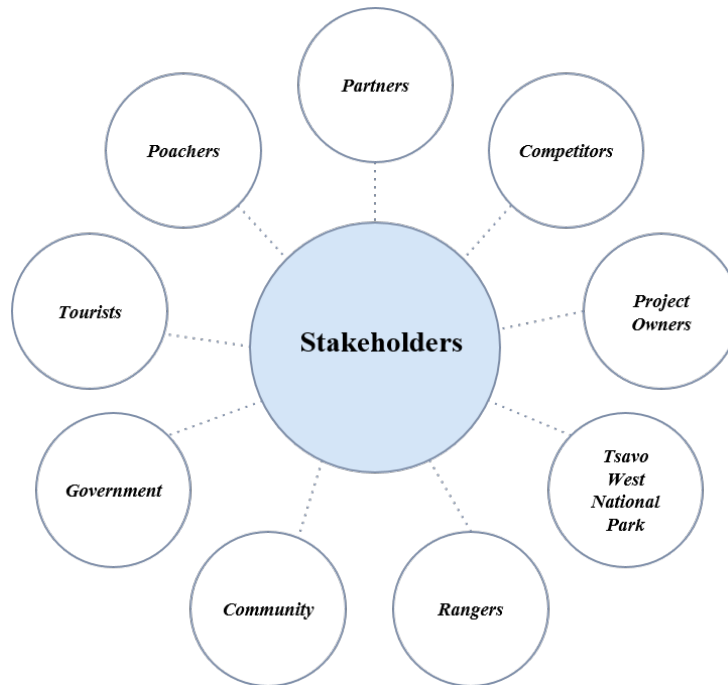 Partners
Poachers
Competitors
Tourists
Stakeholders
Project
Owners
Government
Tsavo
West
National
Park
Community
Rangers